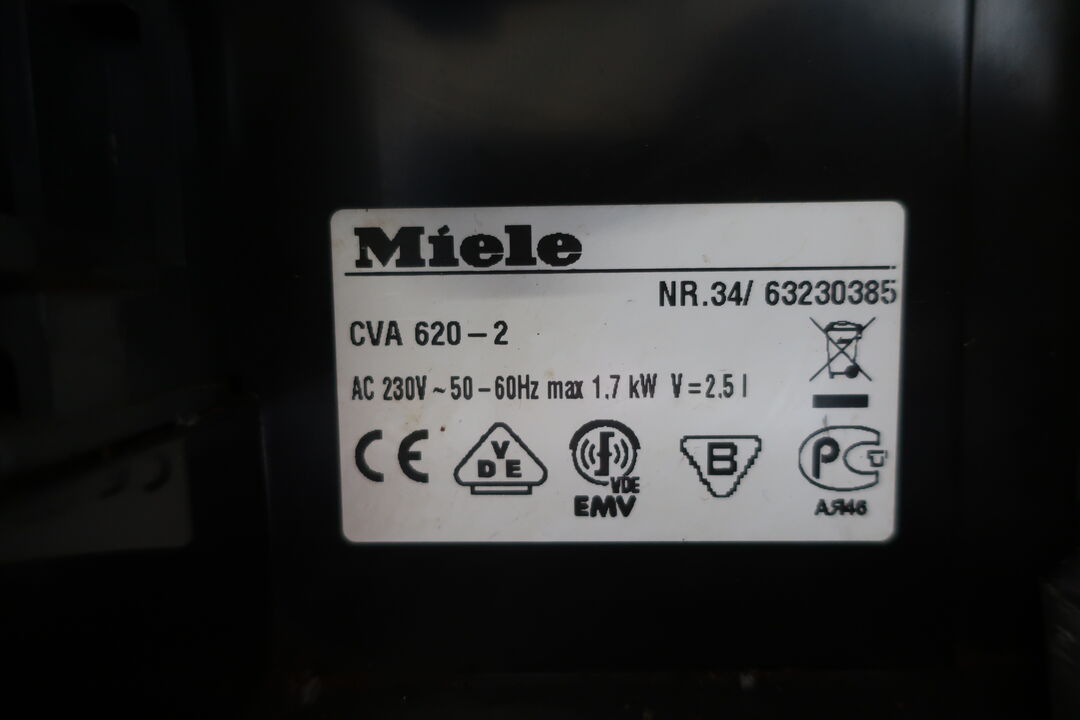 Miele
NR.34/ 63230385
CVA 620-2
AC 230V ~ 50-60Hz max 1.7 kW V=2,5 l
CE VDE VDE B PCT
EMV АЯ46